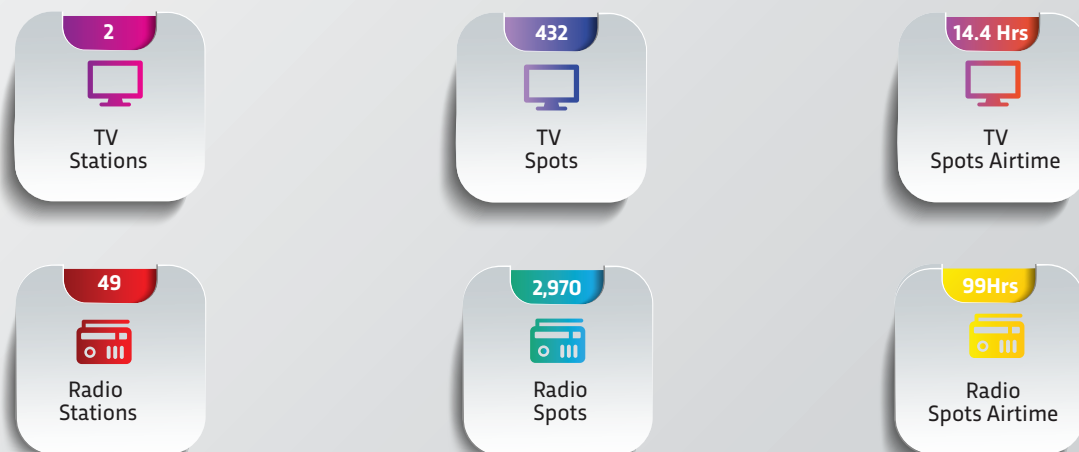 2
TV
Stations
432
TV
Spots
14.4 Hrs
TV
Spots Airtime
49
Radio
Stations
2,970
Radio
Spots
99Hrs
Radio
Spots Airtime